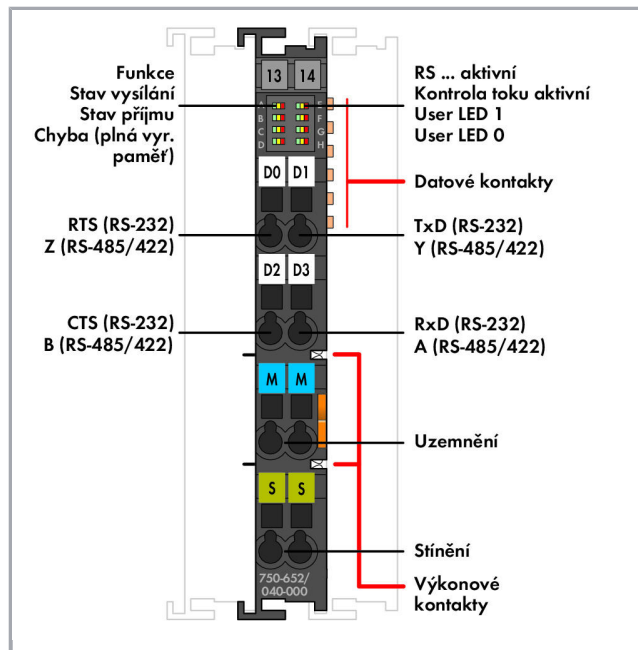 Funkce
Stav vysílání
Stav příjmu
Chyba (plná vyr.
paměť)
RS ... aktivní
Kontrola toku aktivní
User LED 1
User LED 0
13 14
A E
B F
C G
D H
D0 D1
Datové kontakty
RTS (RS-232)
Z (RS-485/422)
TxD (RS-232)
Y (RS-485/422)
D2 D3
CTS (RS-232)
B (RS-485/422)
RxD (RS-232)
A (RS-485/422)
M M
Uzemnění
S S
Stínění
750-652/
040-000
Výkonové
kontakty